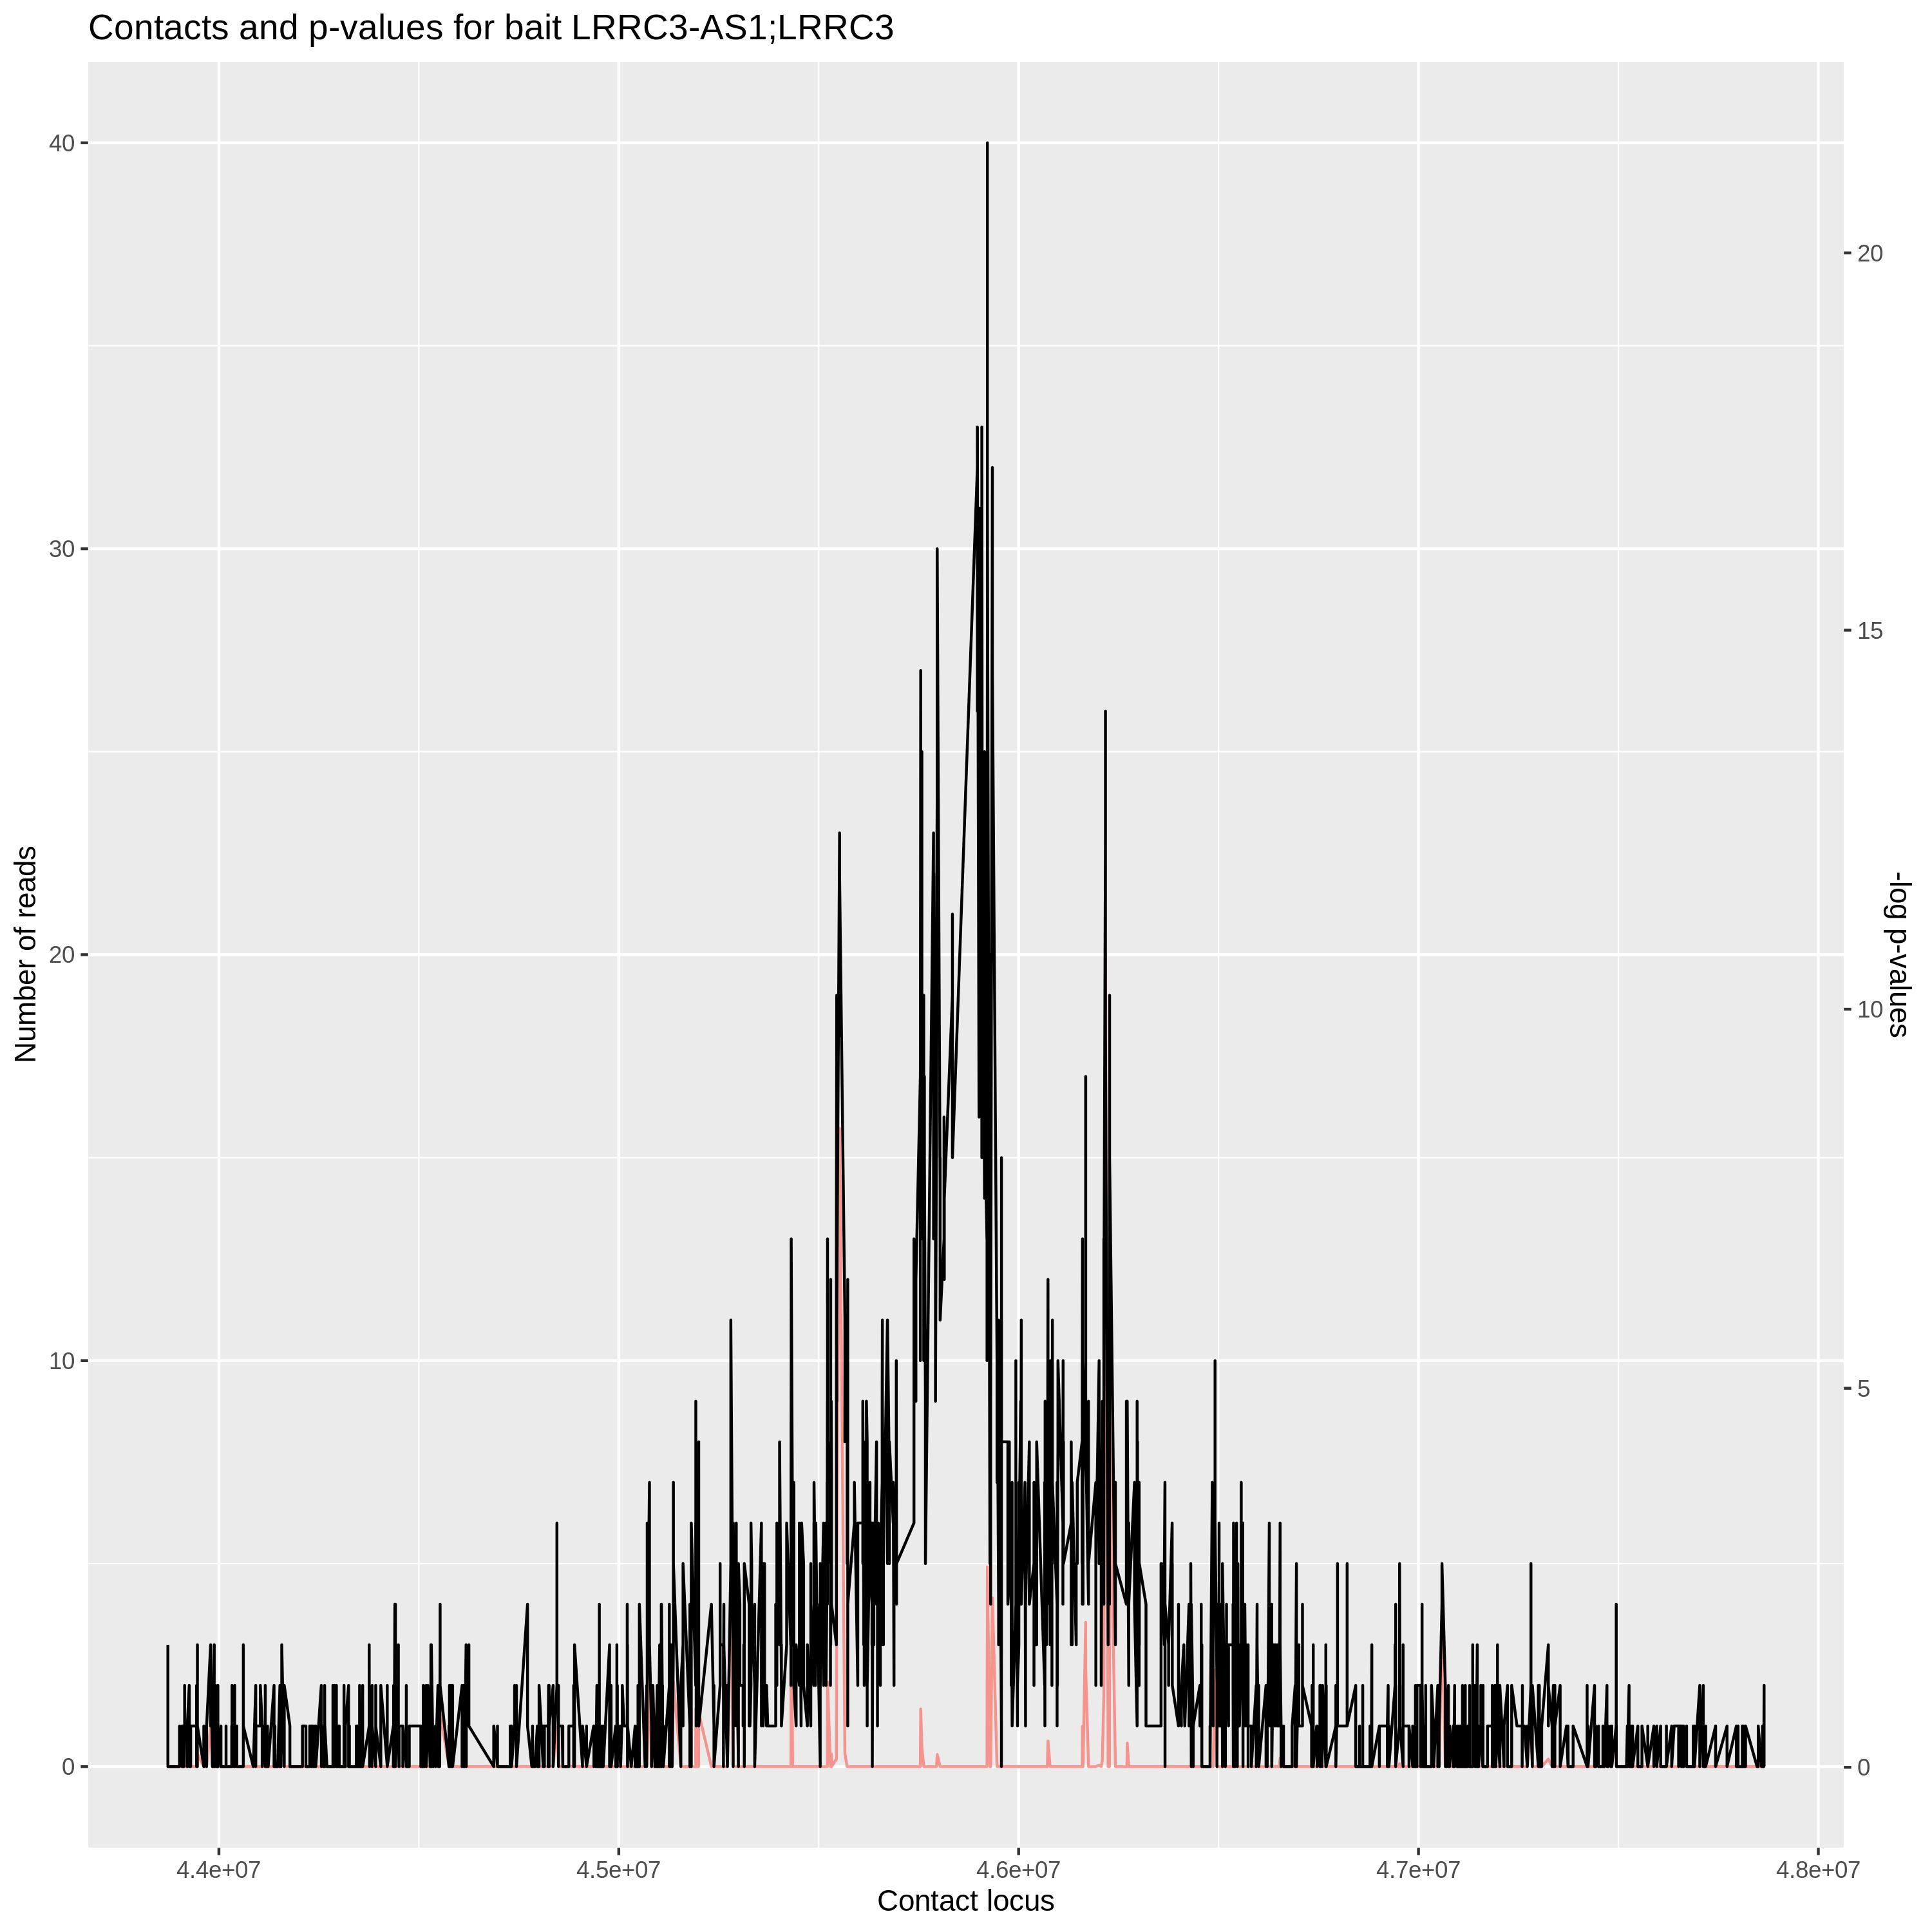 Contacts and p-values for bait LRRC3-AS1;LRRC3
40
30
20
10
0
Number of reads
20
15
10
5
0
-log p-values
4.4e+07
4.5e+07
4.6e+07
4.7e+07
4.8e+07
Contact locus